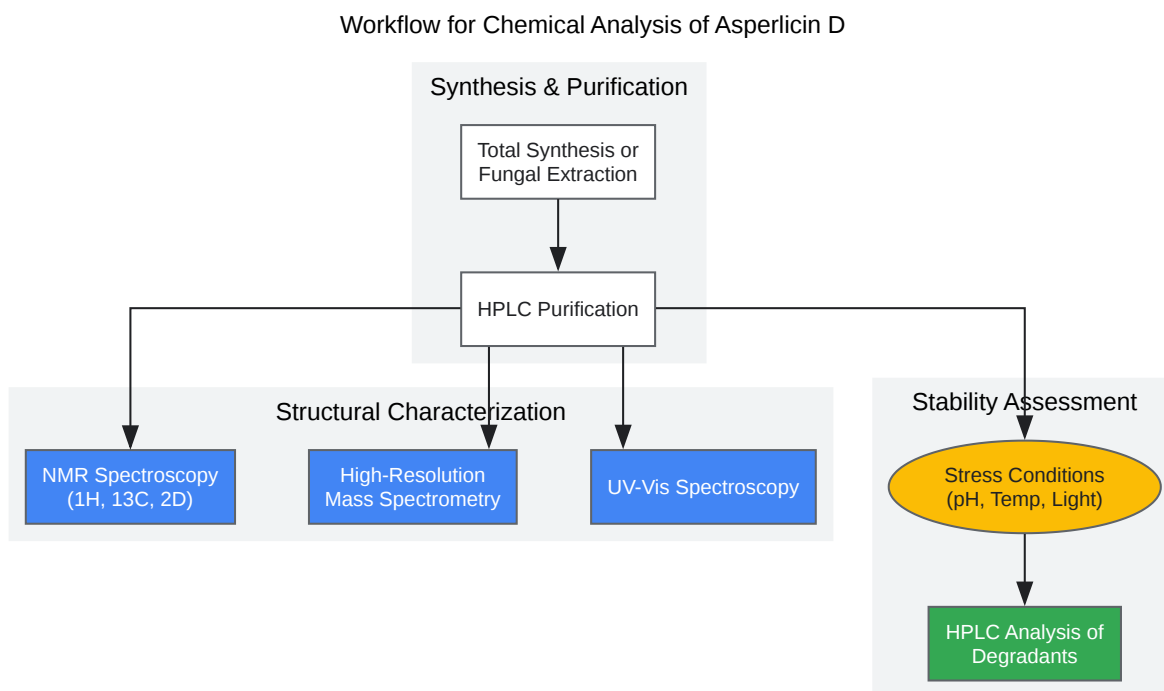 Workflow for Chemical Analysis of Asperlicin D
Synthesis & Purification
Total Synthesis or
Fungal Extraction
HPLC Purification
Structural Characterization
NMR Spectroscopy
(1H, 13C, 2D)
High-Resolution
Mass Spectrometry
UV-Vis Spectroscopy
Stability Assessment
Stress Conditions
(pH, Temp, Light)
HPLC Analysis of
Degradants